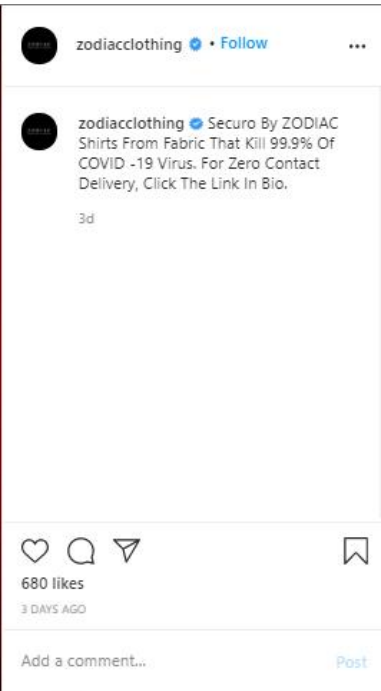 zodiacclothing • Follow
zodiacclothing Securo By ZODIAC
Shirts From Fabric That Kill 99.9% Of
COVID -19 Virus. For Zero Contact
Delivery, Click The Link In Bio.
3d
680 likes
3 DAYS AGO
Add a comment... Post